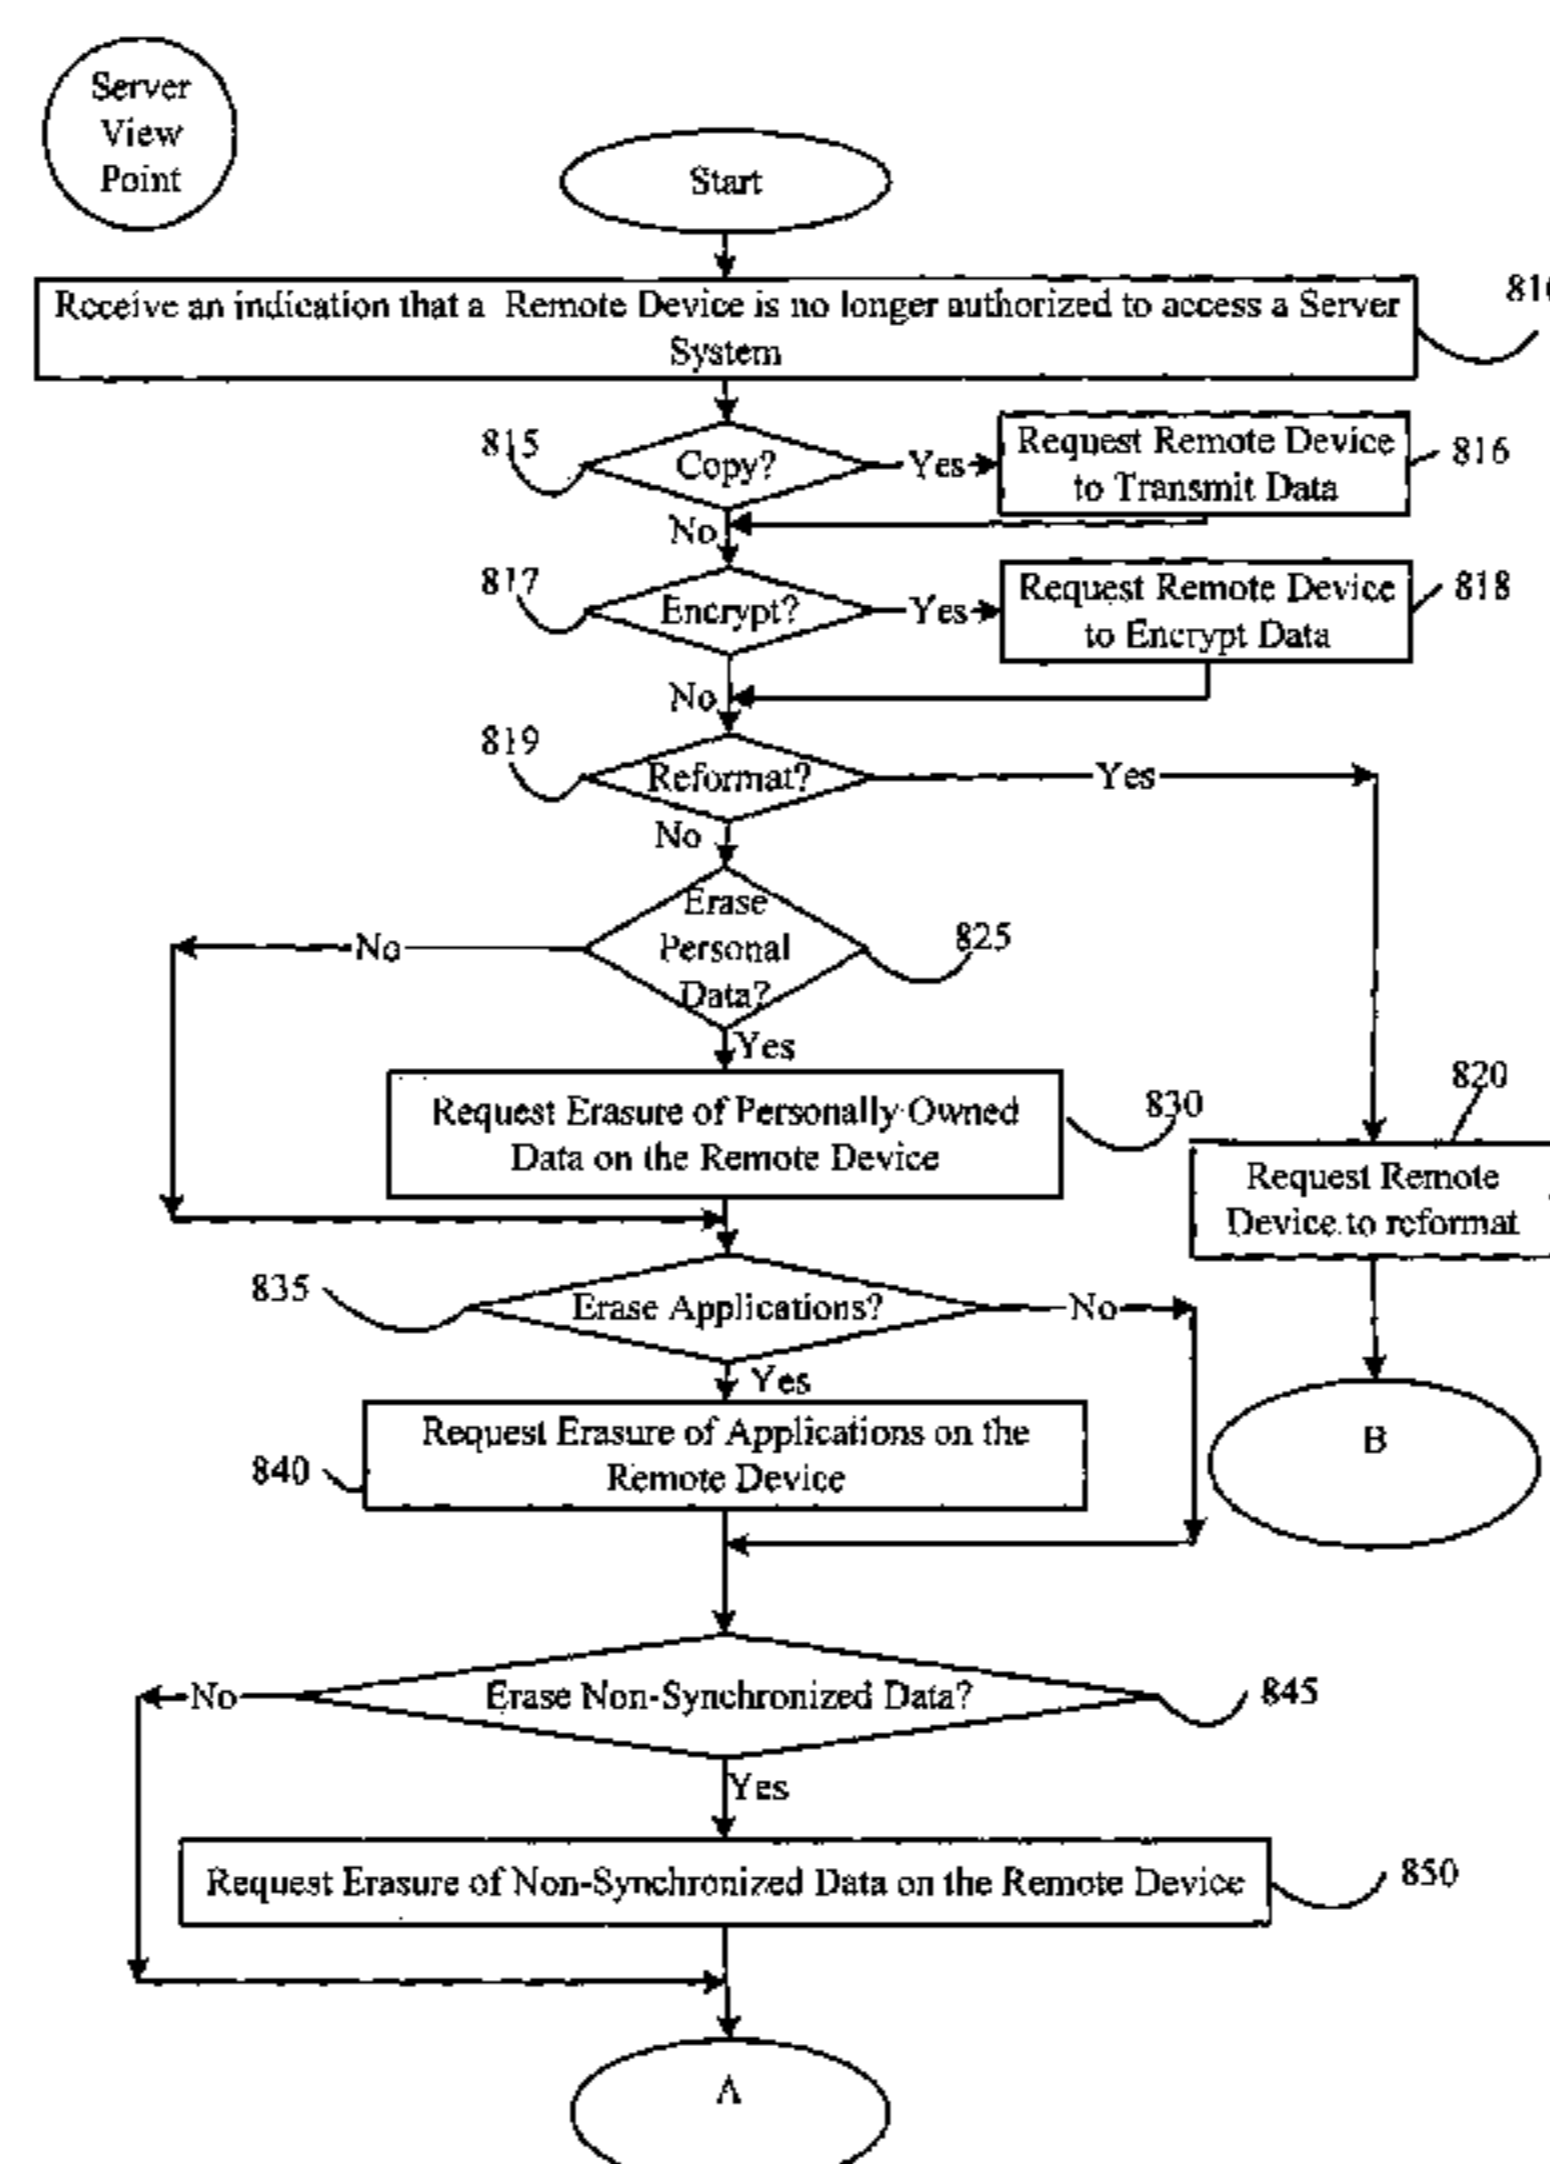 Server
View
Point
Start
Receive an indication that a Remote Device is no longer authorized to access a Server
System
815
Copy?
Yes
Request Remote Device
to Transmit Data
816
No
817
Encrypt?
Yes
Request Remote Device
to Encrypt Data
818
No
819
Reformat?
Yes
No
Erase
Personal
Data?
825
No
Yes
Request Erasure of Personally Owned
Data on the Remote Device
830
820
Request Remote
Device to reformat
835
Erase Applications?
No
Yes
Request Erasure of Applications on the
Remote Device
840
B
No
Erase Non-Synchronized Data?
845
Yes
Request Erasure of Non-Synchronized Data on the Remote Device
850
A